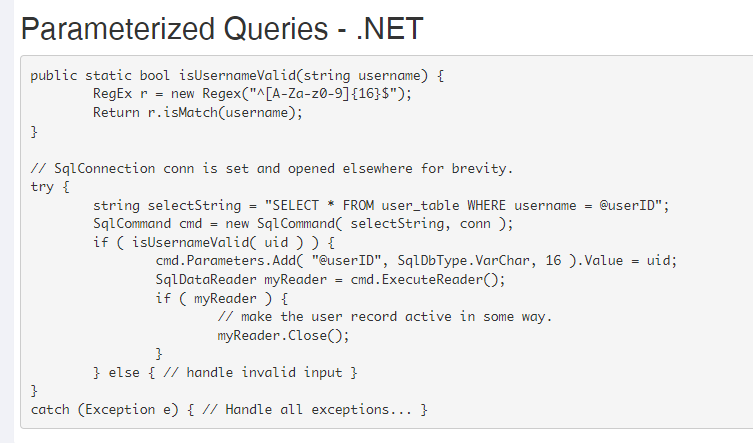 Parameterized Queries - .NET
public static bool isUsernameValid(string username) {
RegEx r = new Regex("^[A-Za-z0-9]{16}$");
Return r.isMatch(username);
}
// SqlConnection conn is set and opened elsewhere for brevity.
try {
string selectString = "SELECT * FROM user_table WHERE username = @userID";
SqlCommand cmd = new SqlCommand( selectString, conn );
if ( isUsernameValid( uid ) ) {
cmd.Parameters.Add( "@userID", SqlDbType.VarChar, 16 ).Value = uid;
SqlDataReader myReader = cmd.ExecuteReader();
if ( myReader ) {
// make the user record active in some way.
myReader.Close();
}
} else { // handle invalid input }
}
catch (Exception e) { // Handle all exceptions... }